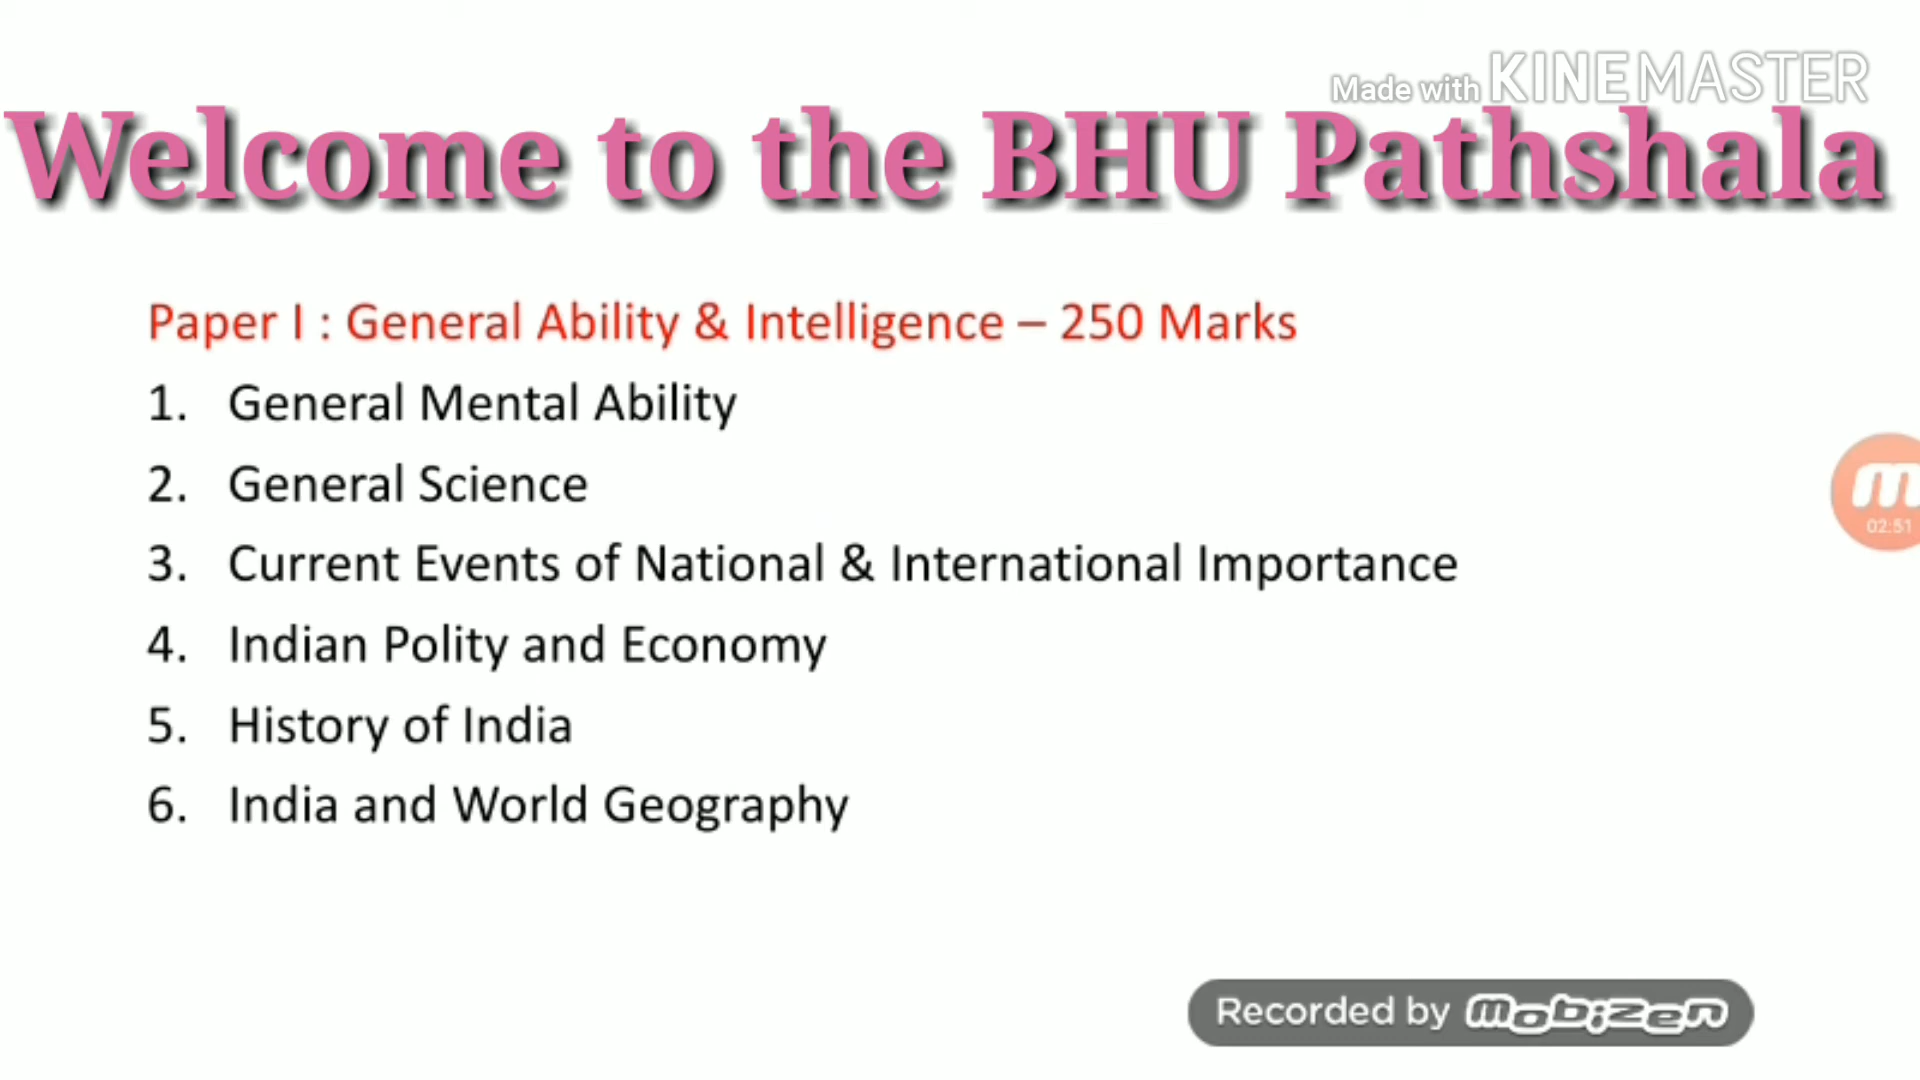 Made with KINEMASTER
Welcome to the BHU Pathshala
Paper I : General Ability & Intelligence – 250 Marks
1. General Mental Ability
2. General Science
3. Current Events of National & International Importance
4. Indian Polity and Economy
5. History of India
6. India and World Geography
m
02:51
Recorded by mobizen